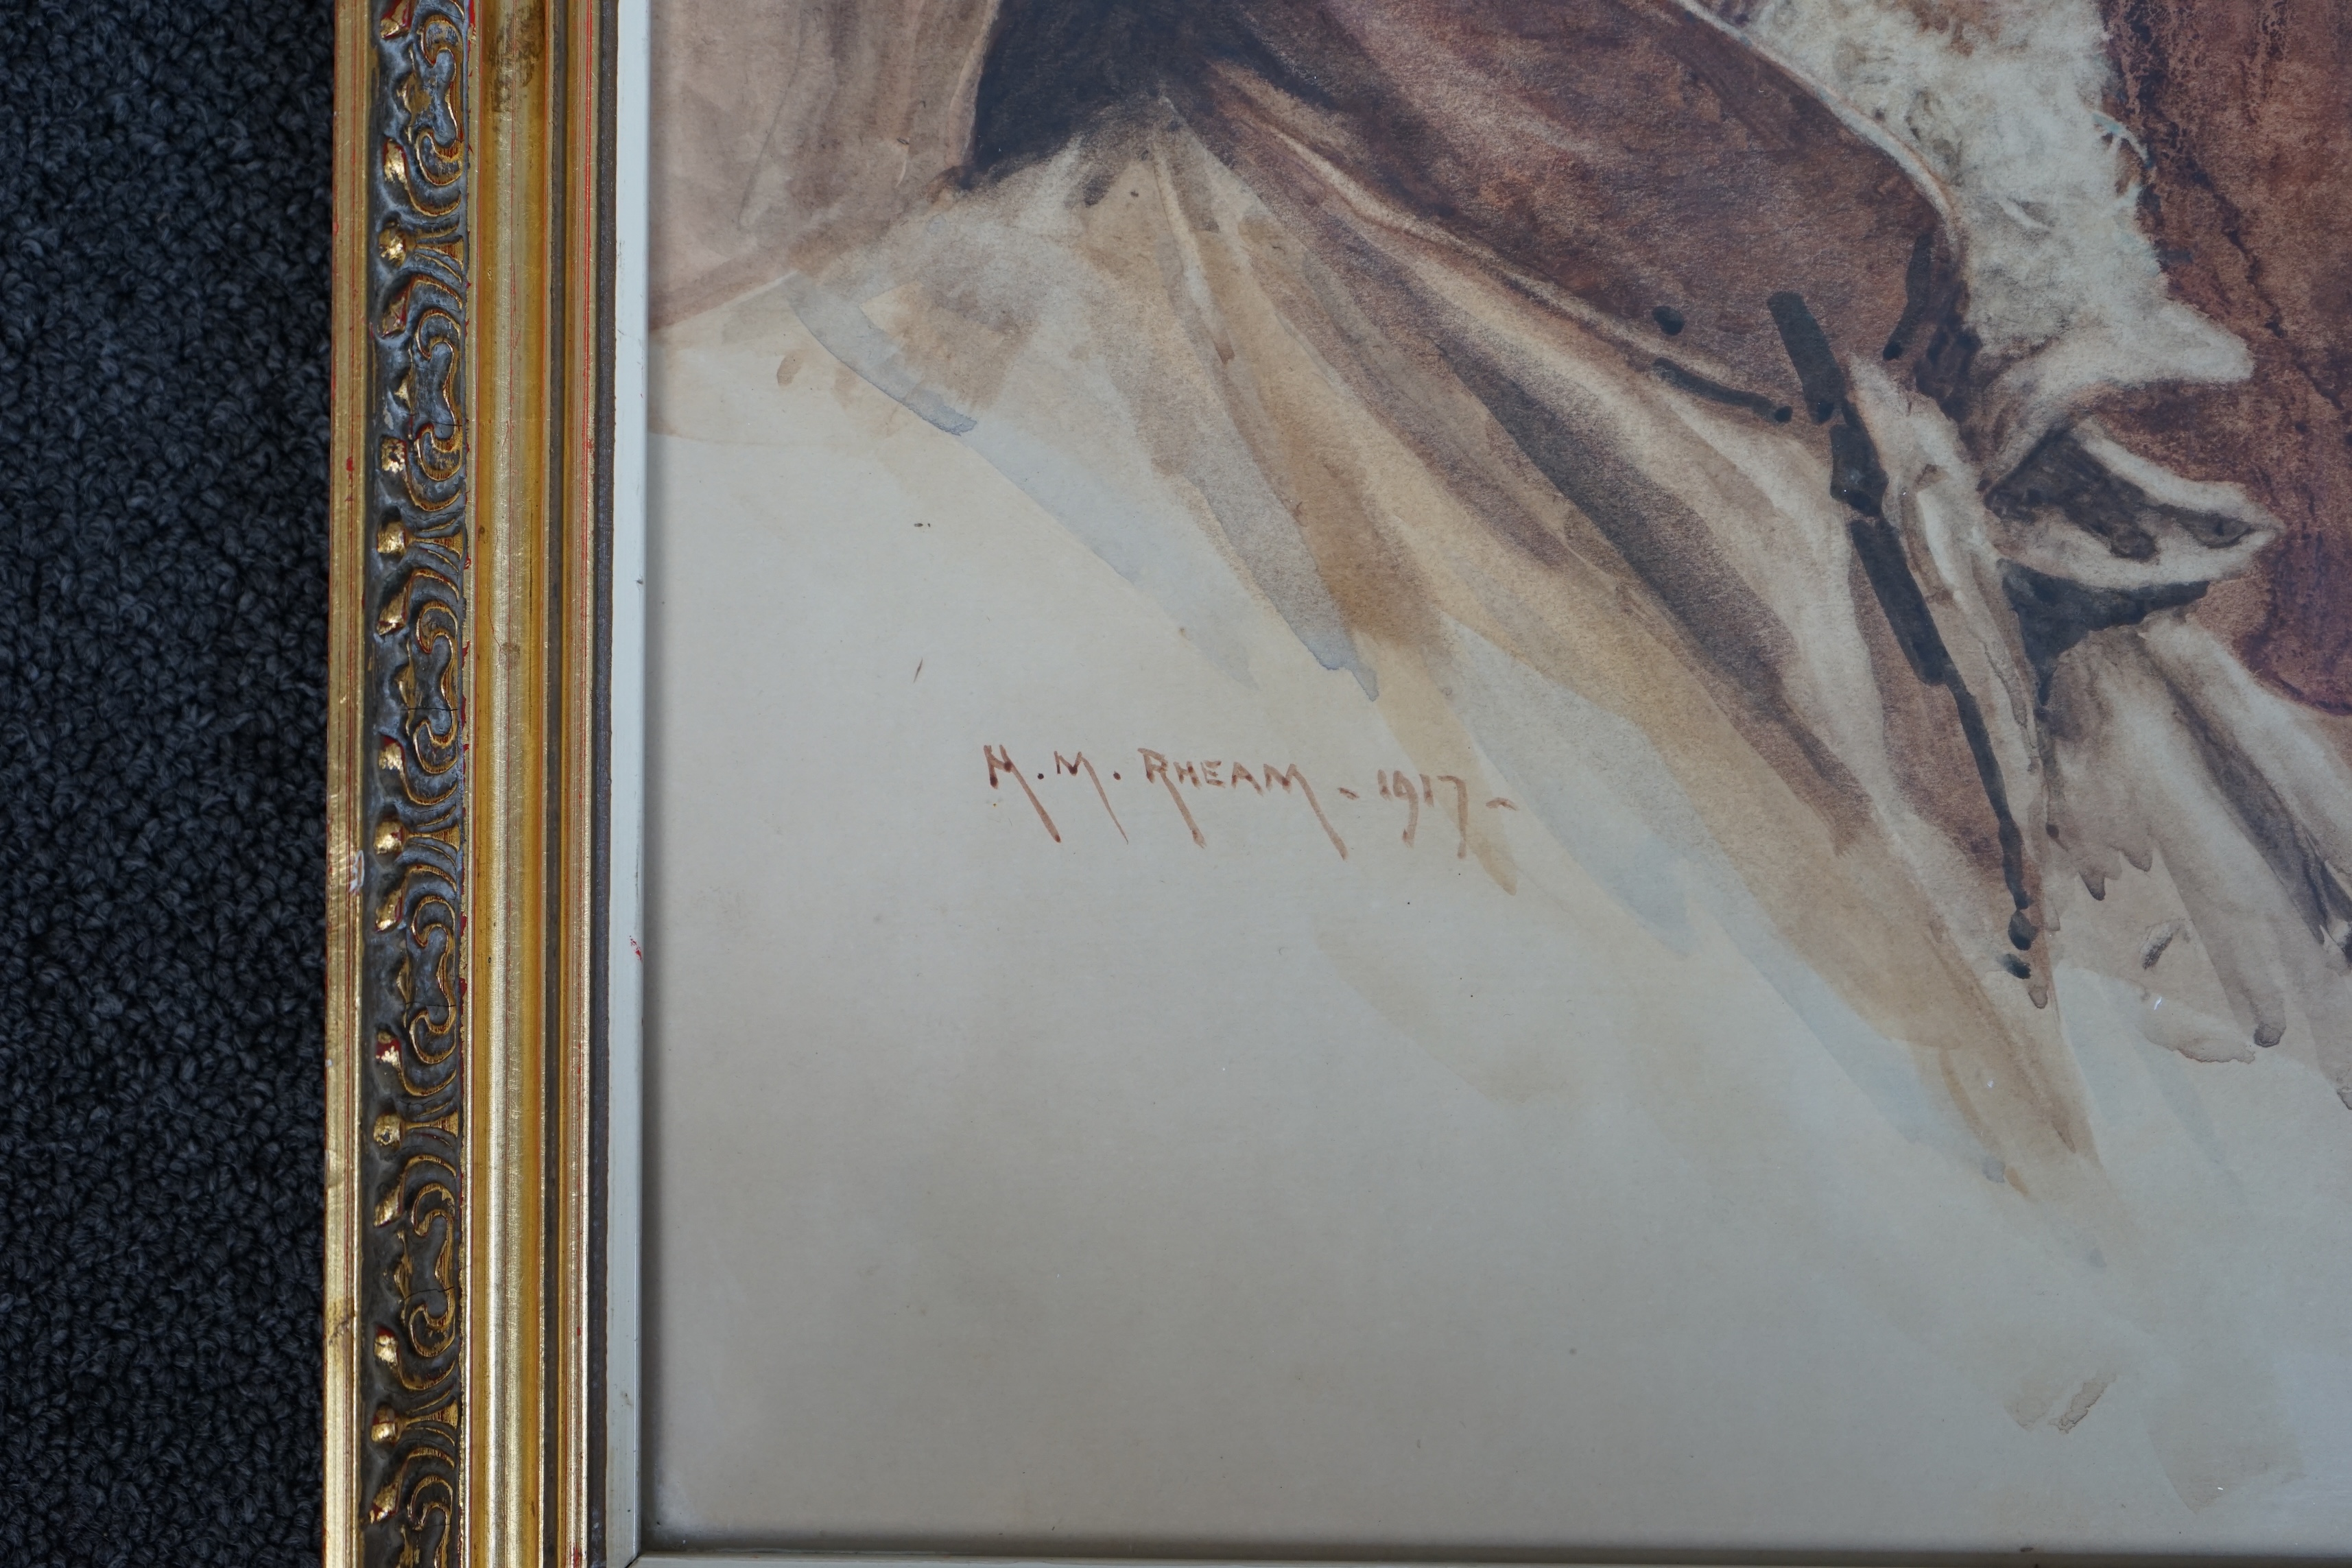 H. M. RHEAM - 1917 -